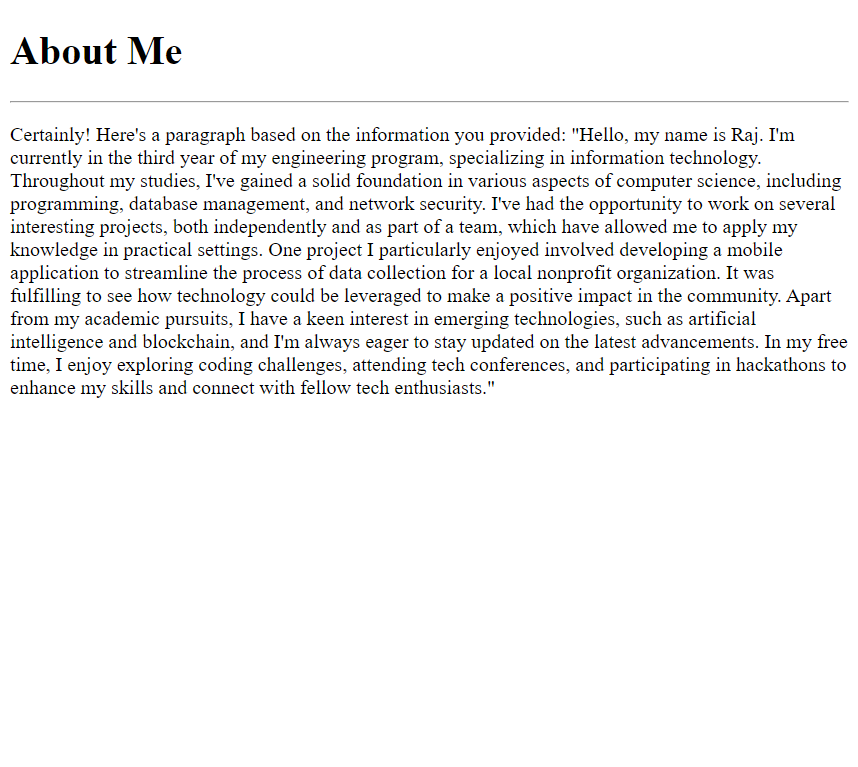 About Me
Certainly! Here's a paragraph based on the information you provided: "Hello, my name is Raj. I'm
currently in the third year of my engineering program, specializing in information technology.
Throughout my studies, I've gained a solid foundation in various aspects of computer science, including
programming, database management, and network security. I've had the opportunity to work on several
interesting projects, both independently and as part of a team, which have allowed me to apply my
knowledge in practical settings. One project I particularly enjoyed involved developing a mobile
application to streamline the process of data collection for a local nonprofit organization. It was
fulfilling to see how technology could be leveraged to make a positive impact in the community. Apart
from my academic pursuits, I have a keen interest in emerging technologies, such as artificial
intelligence and blockchain, and I'm always eager to stay updated on the latest advancements. In my free
time, I enjoy exploring coding challenges, attending tech conferences, and participating in hackathons to
enhance my skills and connect with fellow tech enthusiasts."